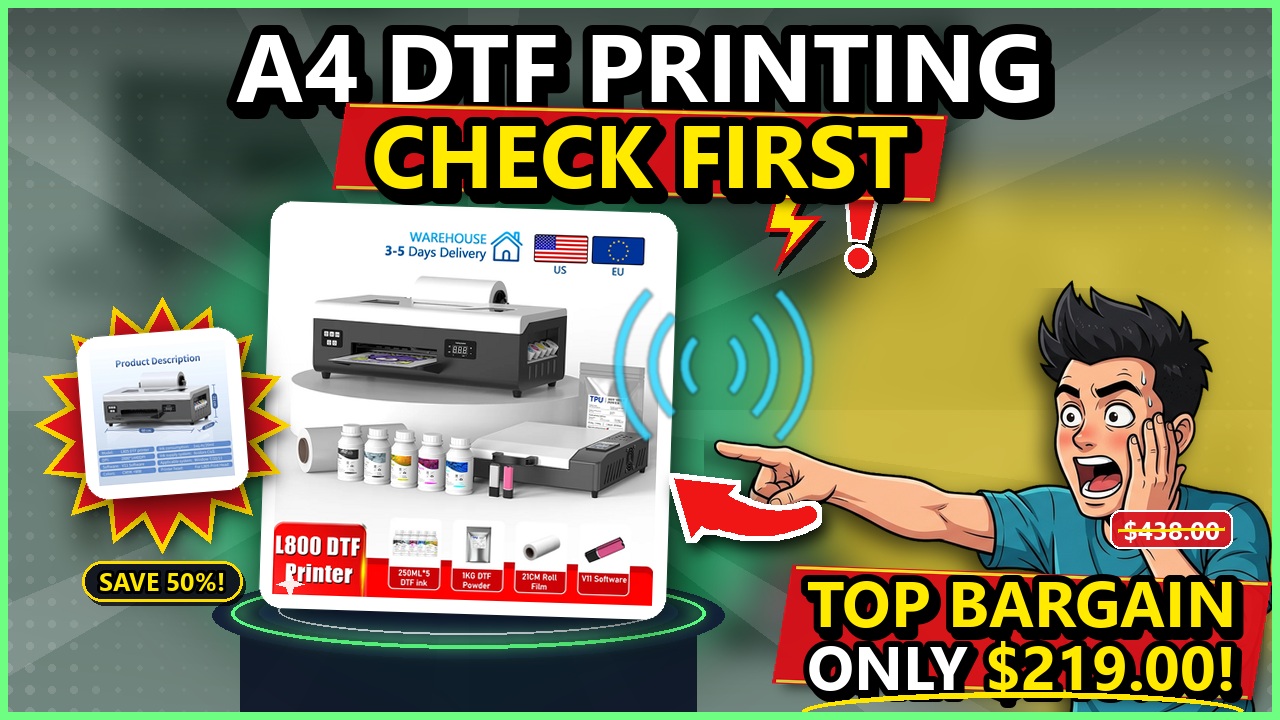 A4 DTF PRINTING
CHECK FIRST
WAREHOUSE
3-5 Days Delivery
US
EU
Product Description
TPU
L800 DTF
Printer
250ML*5
DTF ink
1KG DTF
Powder
21CM Roll
Film
V11 Software
SAVE 50%!
$438.00
TOP BARGAIN
ONLY $219.00!